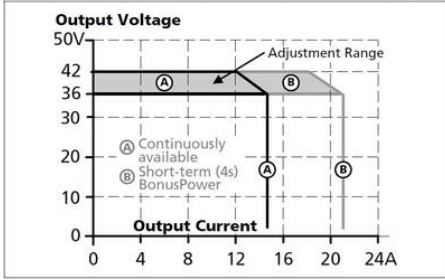 Output Voltage
50V
42
36
30
20
10
0
Adjustment Range
A
B
A Continuously
available
B Short-term (4s)
BonusPower
A
B
Output Current
0 4 8 12 16 20 24A